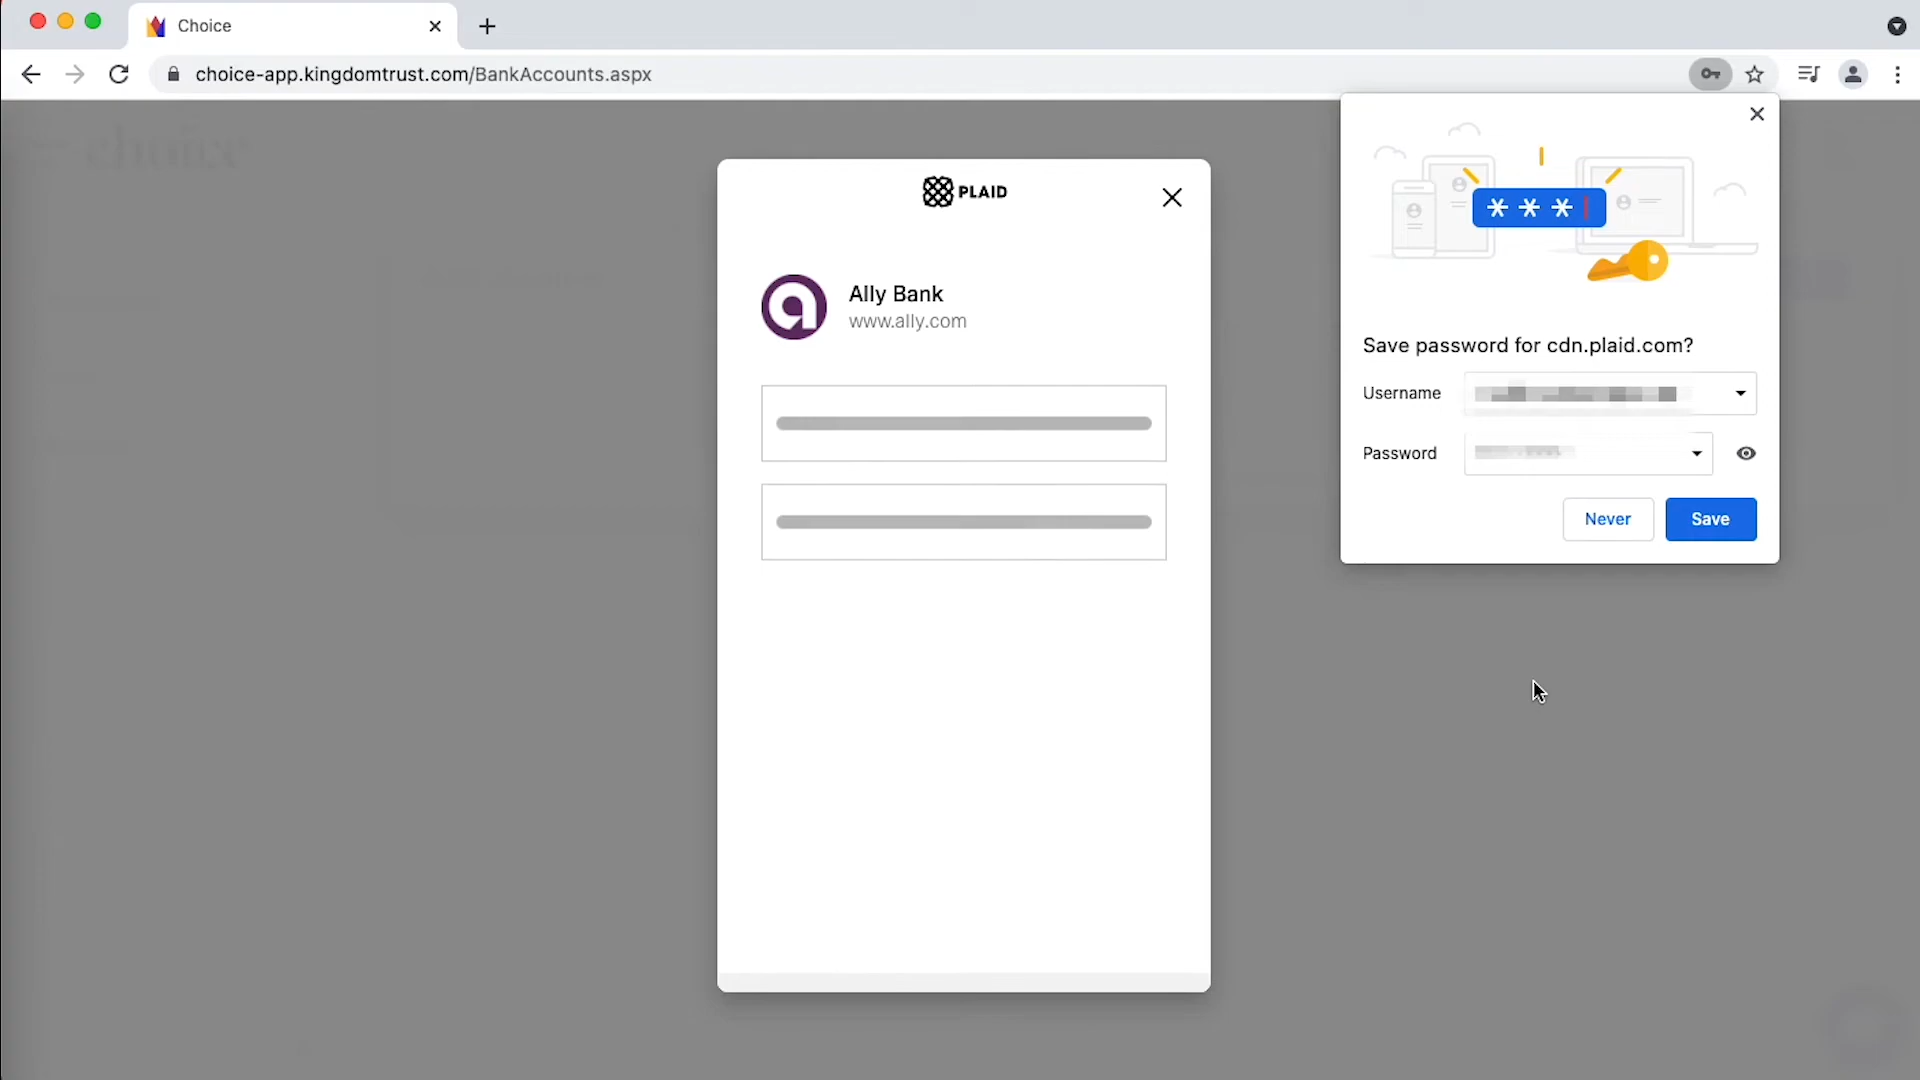 Choice
choice-app.kingdomtrust.com/BankAccounts.aspx
choice
PLAID
Ally Bank
www.ally.com
* * *
Save password for cdn.plaid.com?
Username
Password
Never
Save